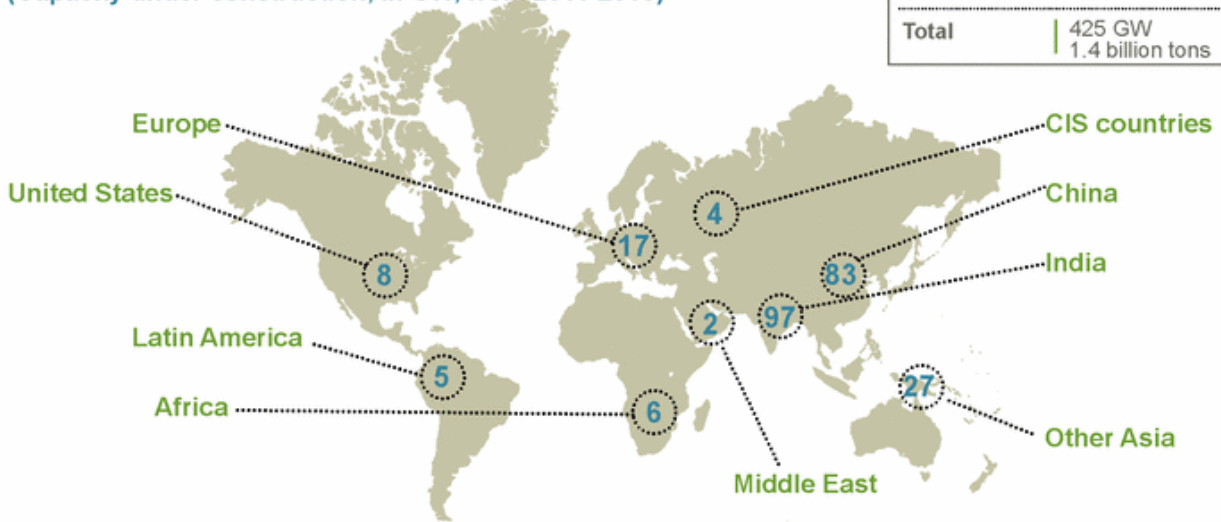 Total
425 GW
1.4 billion tons
Europe
CIS countries
United States
China
India
Latin America
Africa
Other Asia
Middle East
17
4
8
83
97
2
5
6
27